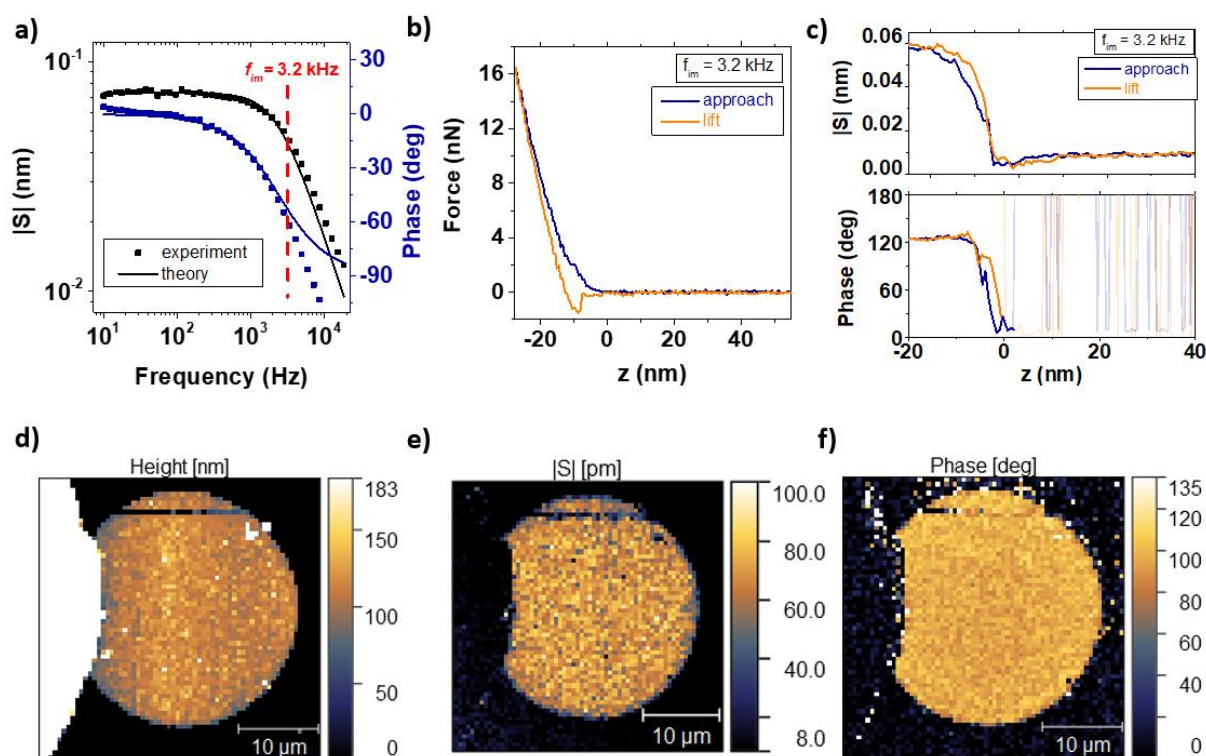 a)
10⁻¹
10⁻²
|S| (nm)
f_im = 3.2 kHz
experiment
theory
30
0
-30
-60
-90
Phase (deg)
10¹ 10² 10³ 10⁴
Frequency (Hz)
b)
16
12
8
4
0
Force (nN)
f_im = 3.2 kHz
approach
lift
-20 0 20 40
z (nm)
c)
0.06
0.04
0.02
0.00
|S| (nm)
f_im = 3.2 kHz
approach
lift
180
120
60
0
Phase (deg)
-20 0 20 40
z (nm)
d)
Height [nm]
183
150
100
50
0
10 µm
e)
|S| [pm]
100.0
80.0
60.0
40.0
8.0
10 µm
f)
Phase [deg]
135
120
100
80
60
40
0
10 µm